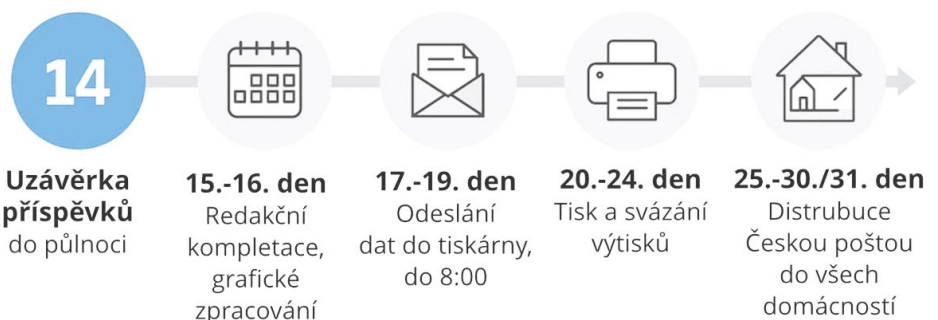 14
Uzávěrka
příspěvků
do půlnoci
15.-16. den
Redakční
kompletace,
grafické
zpracování
17.-19. den
Odeslání
dat do tiskárny,
do 8:00
20.-24. den
Tisk a svázání
výtisků
25.-30./31. den
Distrubuce
Českou poštou
do všech
domácností